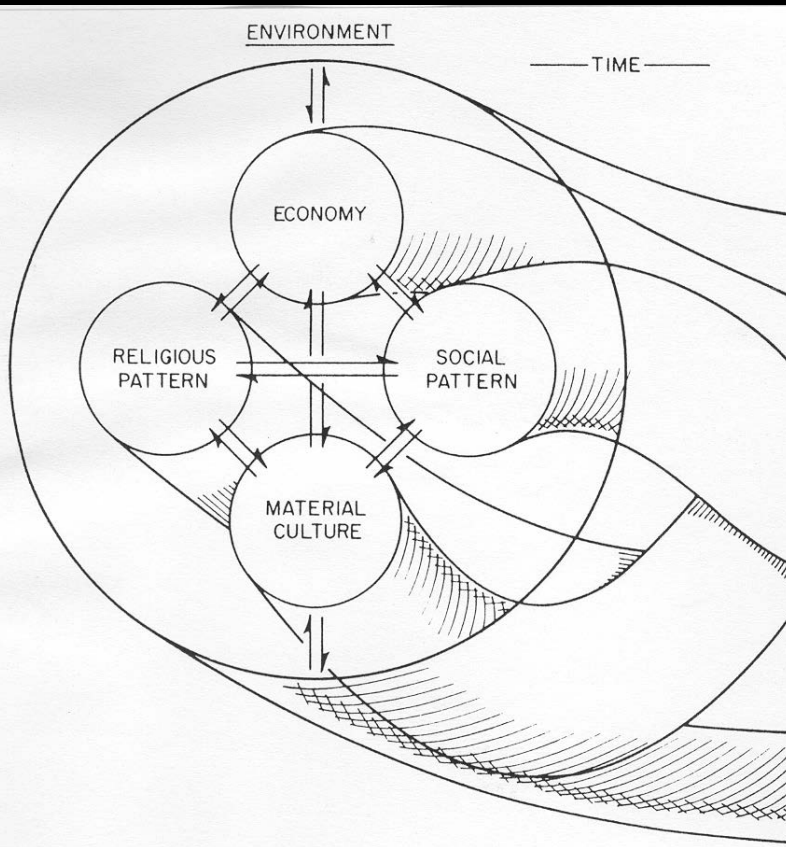 ENVIRONMENT
TIME
ECONOMY
RELIGIOUS
PATTERN
SOCIAL
PATTERN
MATERIAL
CULTURE